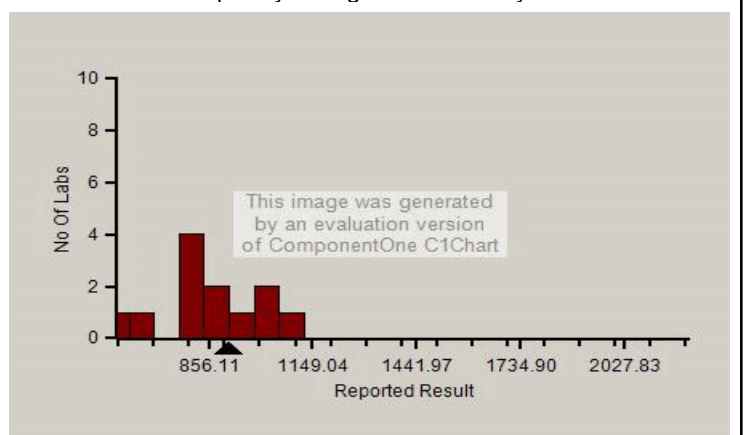 10
8
6
4
2
0
No Of Labs
This image was generated
by an evaluation version
of ComponentOne C1Chart
856.11 1149.04 1441.97 1734.90 2027.83
Reported Result